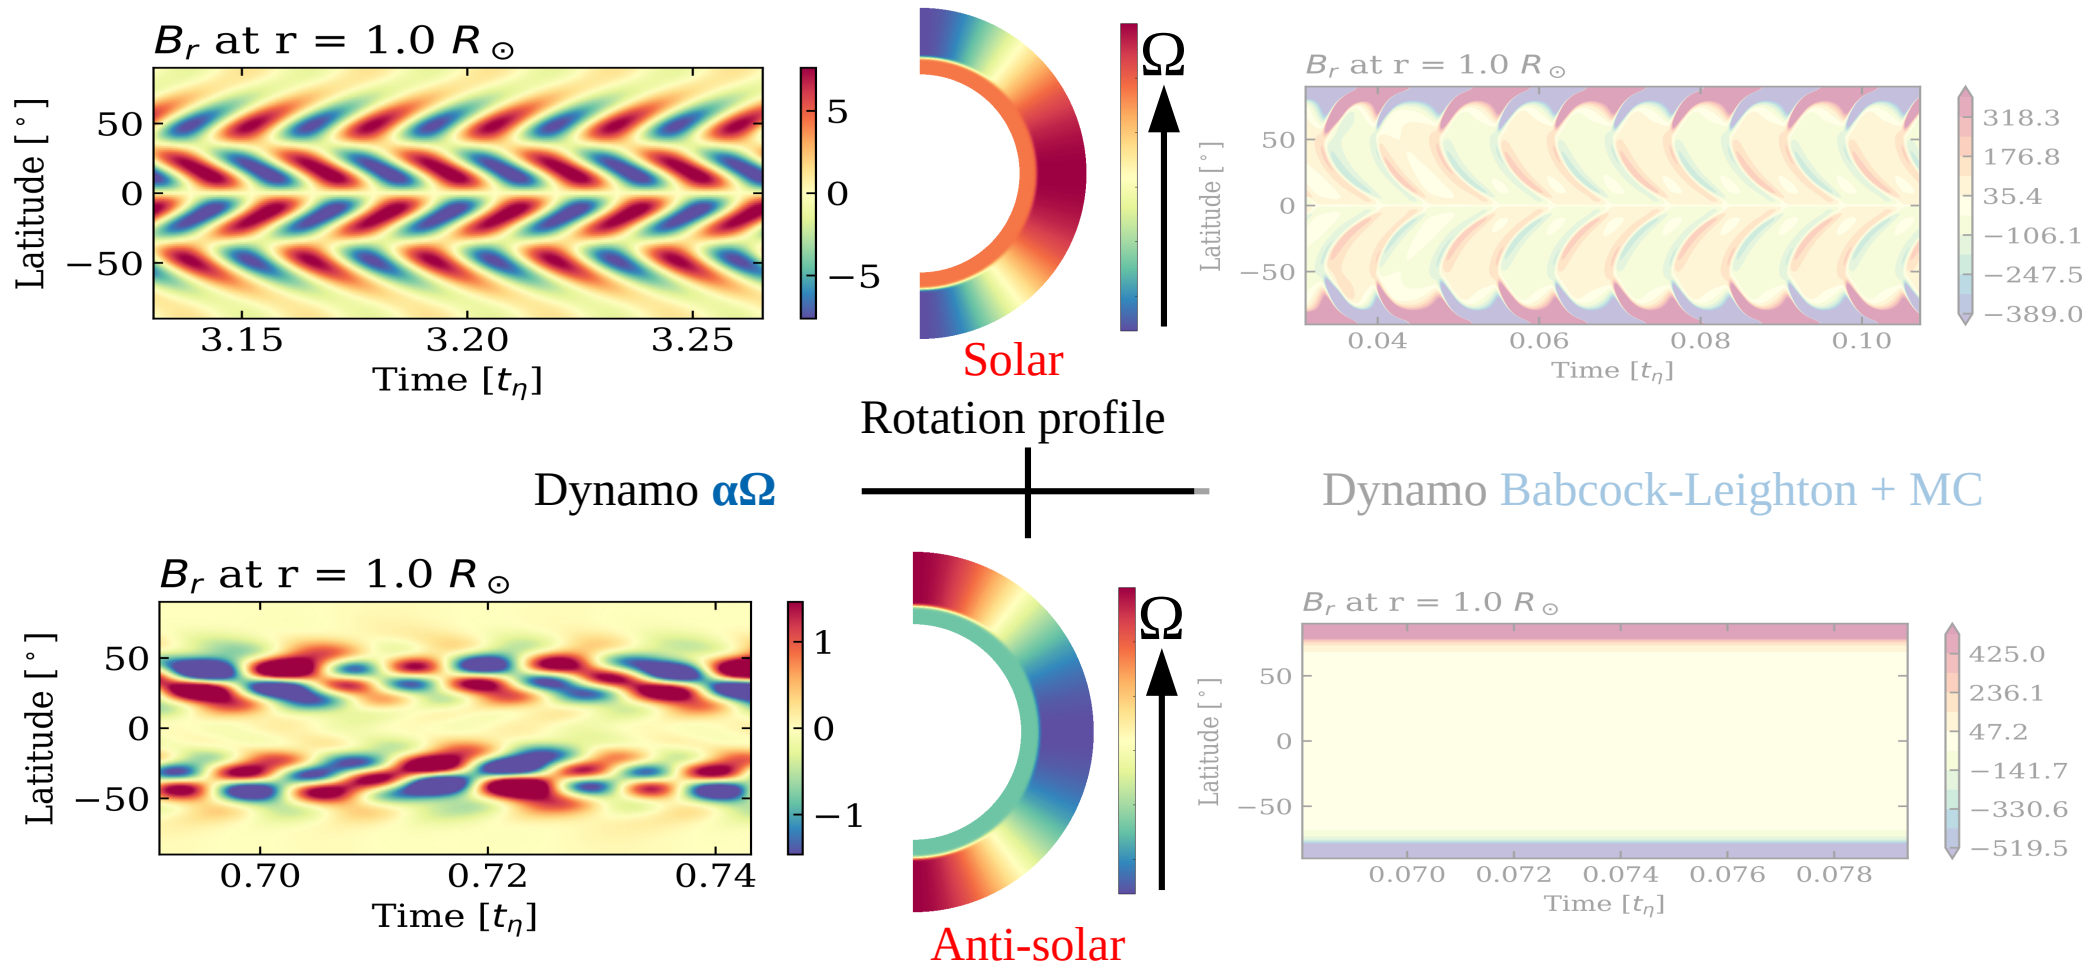 B_r at r = 1.0 R_⊙
Latitude [°]
50
0
−50
3.15 3.20 3.25
Time [t_η]
5
0
−5
Ω
Solar
B_r at r = 1.0 R_⊙
Latitude [°]
50
0
−50
0.04 0.06 0.08 0.10
Time [t_η]
318.3
176.8
35.4
−106.1
−247.5
−389.0
Rotation profile
Dynamo αΩ
Dynamo Babcock-Leighton + MC
B_r at r = 1.0 R_⊙
Latitude [°]
50
0
−50
0.70 0.72 0.74
Time [t_η]
1
0
−1
Ω
Anti-solar
B_r at r = 1.0 R_⊙
Latitude [°]
50
0
−50
0.070 0.072 0.074 0.076 0.078
Time [t_η]
425.0
236.1
47.2
−141.7
−330.6
−519.5